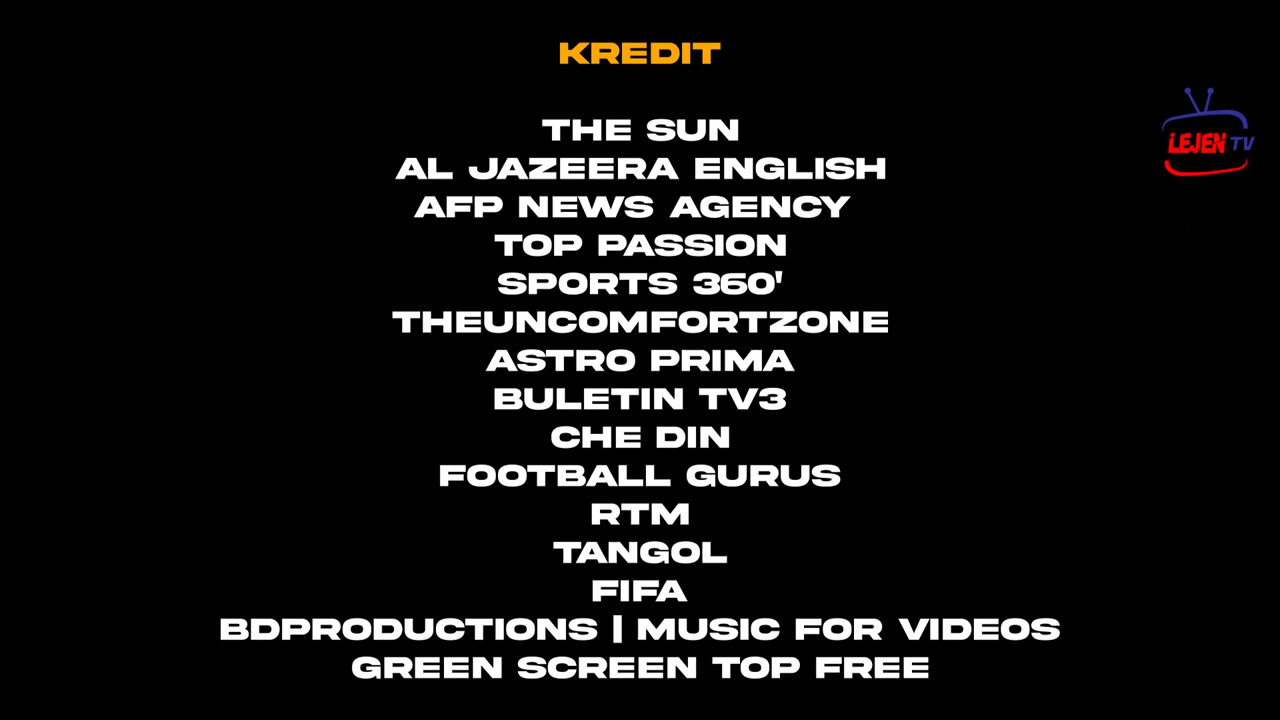 KREDIT
THE SUN
AL JAZEERA ENGLISH
AFP NEWS AGENCY
TOP PASSION
SPORTS 360'
THEUNCOMFORTZONE
ASTRO PRIMA
BULETIN TV3
CHE DIN
FOOTBALL GURUS
RTM
TANGOL
FIFA
BDPRODUCTIONS | MUSIC FOR VIDEOS
GREEN SCREEN TOP FREE
LEJEN TV